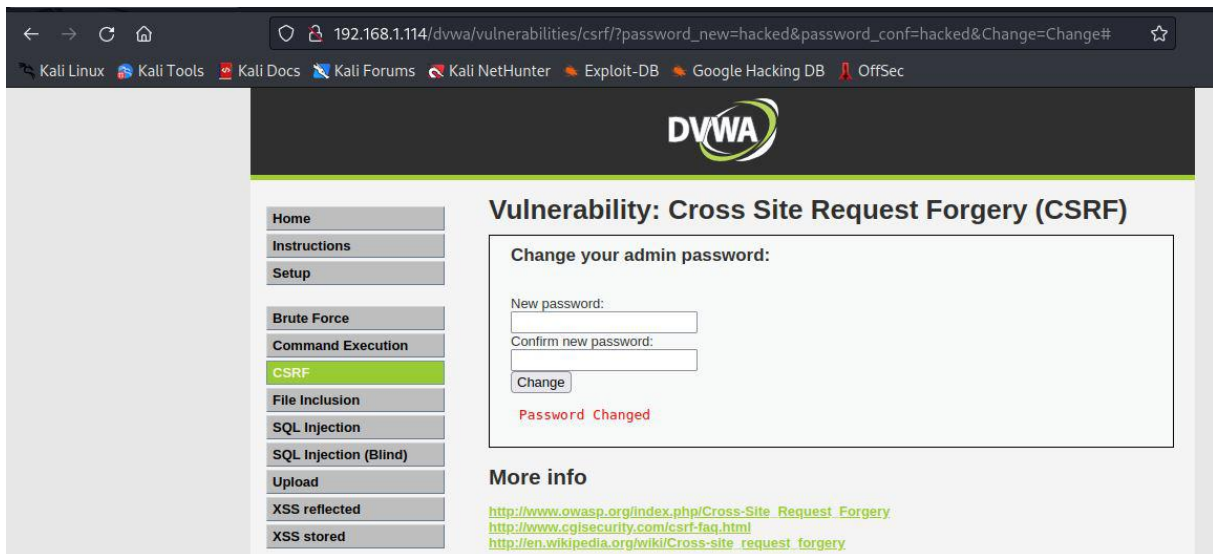 192.168.1.114/dvwa/vulnerabilities/csrf/?password_new=hacked&password_conf=hacked&Change=Change#
Kali Linux Kali Tools Kali Docs Kali Forums Kali NetHunter Exploit-DB Google Hacking DB OffSec
DVWA
Home
Instructions
Setup
Brute Force
Command Execution
CSRF
File Inclusion
SQL Injection
SQL Injection (Blind)
Upload
XSS reflected
XSS stored
Vulnerability: Cross Site Request Forgery (CSRF)
Change your admin password:
New password:
Confirm new password:
Change
Password Changed
More info
http://www.owasp.org/index.php/Cross-Site_Request_Forgery
http://www.cgisecurity.com/csrf-faq.html
http://en.wikipedia.org/wiki/Cross-site_request_forgery